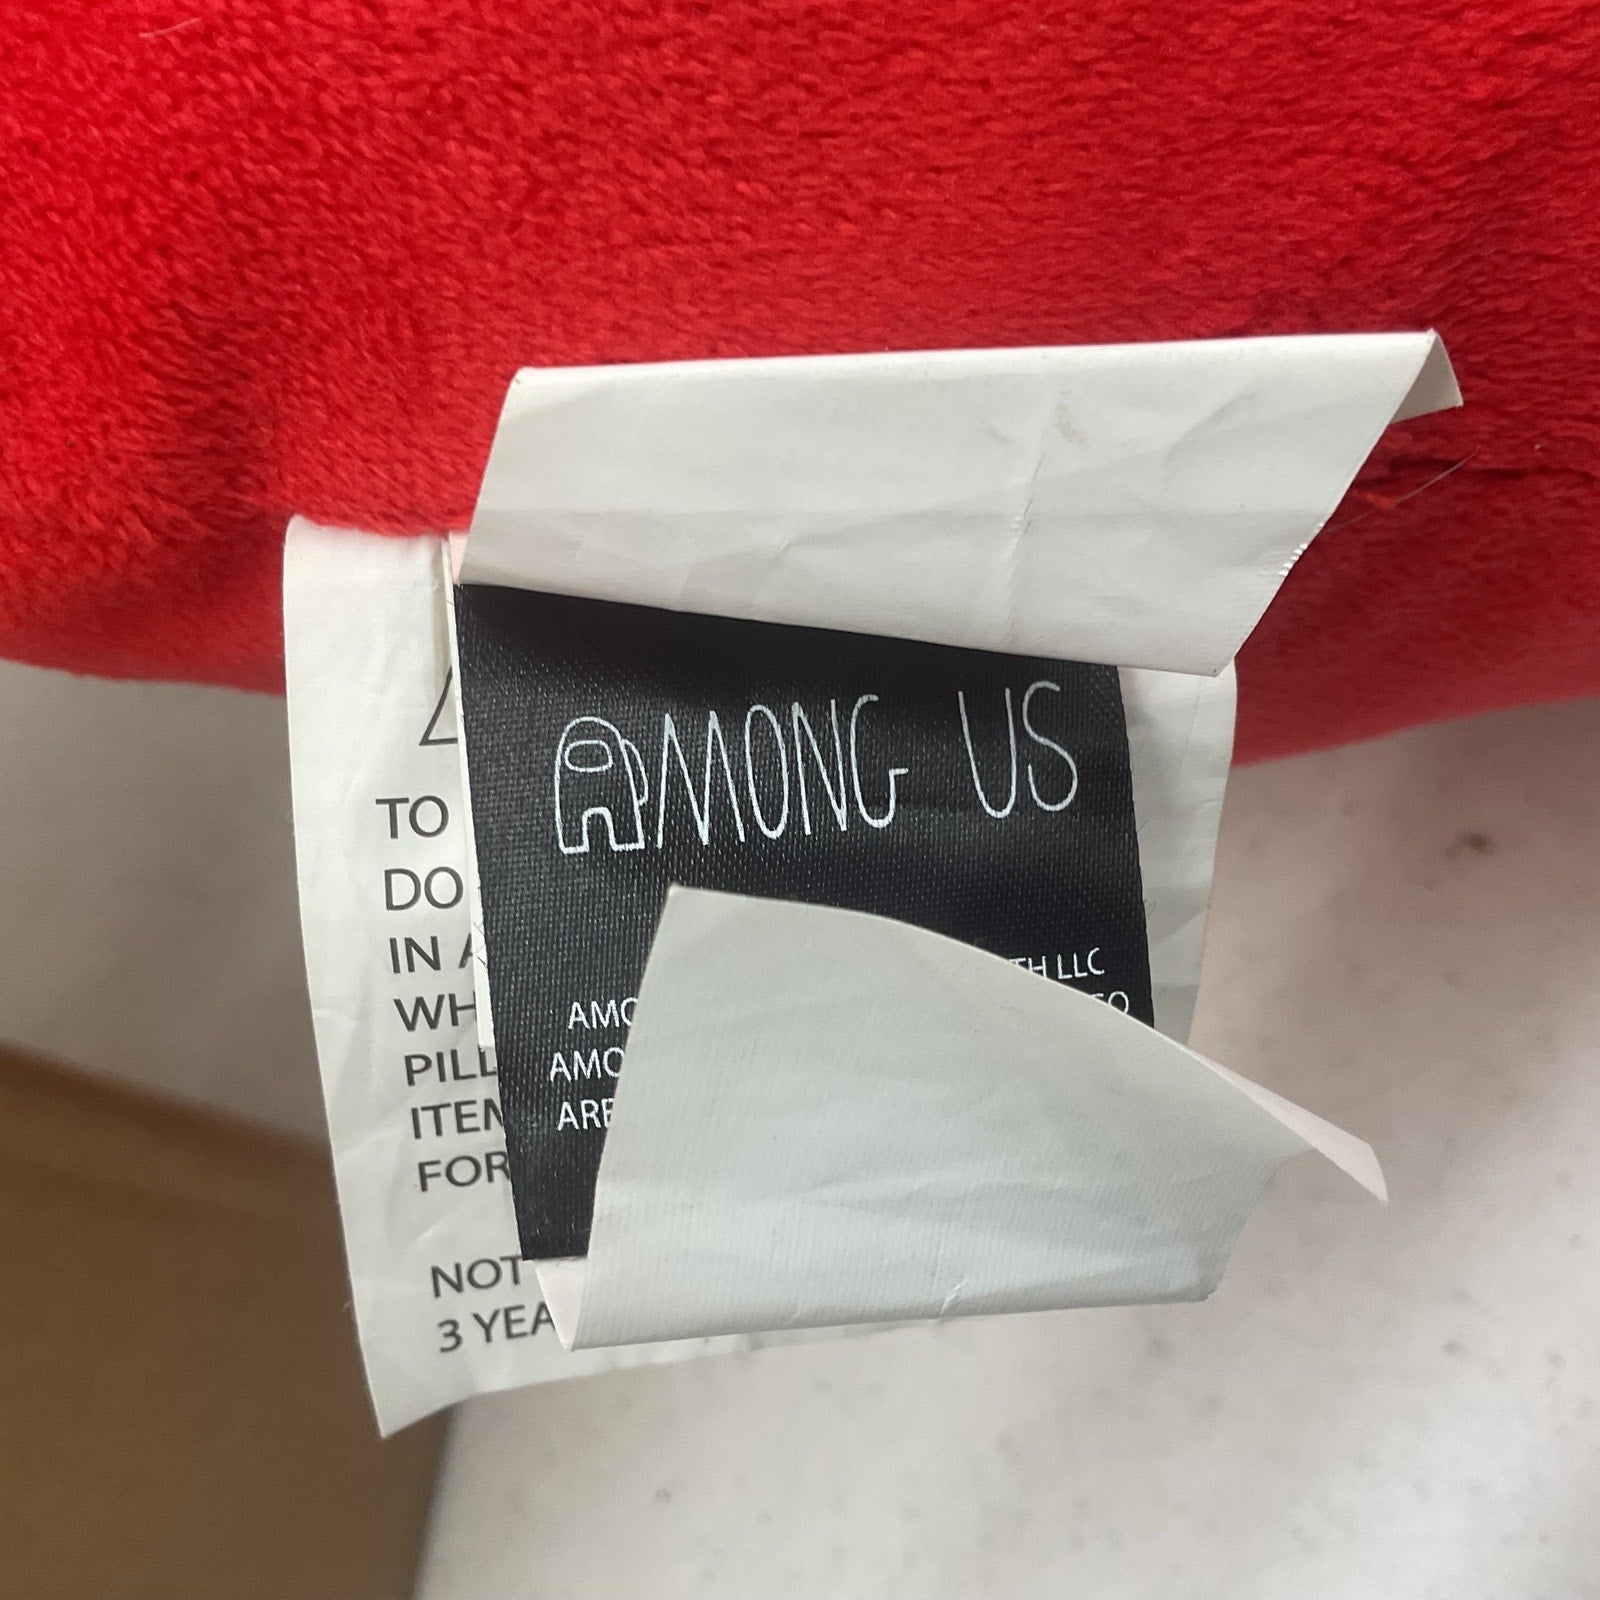 AMONG US
TH LLC
AMO
AMO
ARE
TO
DO
IN A
WH
PILL
ITEM
FOR
NOT
3 YEA